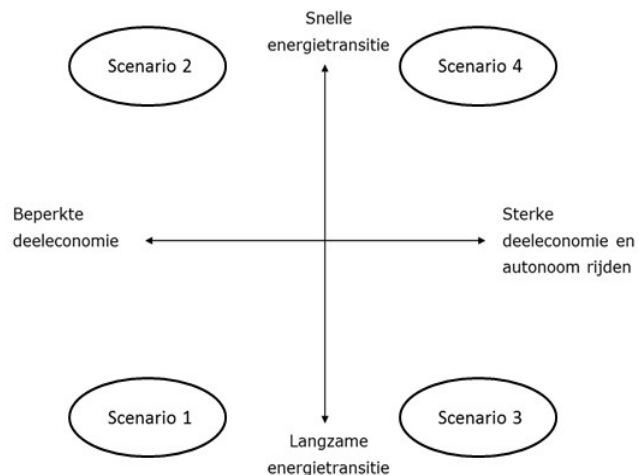 Snelle
energietransitie
Scenario 2
Scenario 4
Beperkte
deeleconomie
Sterke
deeleconomie en
autonoom rijden
Scenario 1
Scenario 3
Langzame
energietransitie